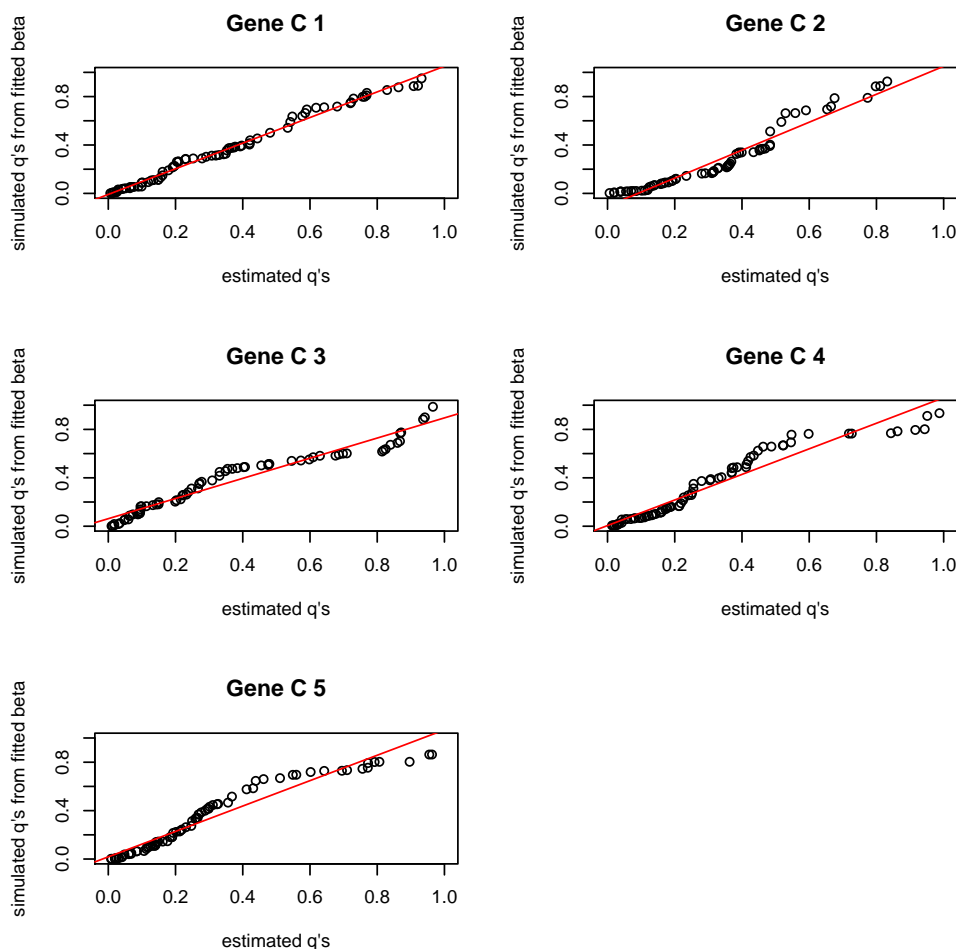 Gene C 1
simulated q's from fitted beta
0.0 0.4 0.8
0.0 0.2 0.4 0.6 0.8 1.0
estimated q's
Gene C 2
simulated q's from fitted beta
0.0 0.4 0.8
0.0 0.2 0.4 0.6 0.8 1.0
estimated q's
Gene C 3
simulated q's from fitted beta
0.0 0.4 0.8
0.0 0.2 0.4 0.6 0.8 1.0
estimated q's
Gene C 4
simulated q's from fitted beta
0.0 0.4 0.8
0.0 0.2 0.4 0.6 0.8 1.0
estimated q's
Gene C 5
simulated q's from fitted beta
0.0 0.4 0.8
0.0 0.2 0.4 0.6 0.8 1.0
estimated q's